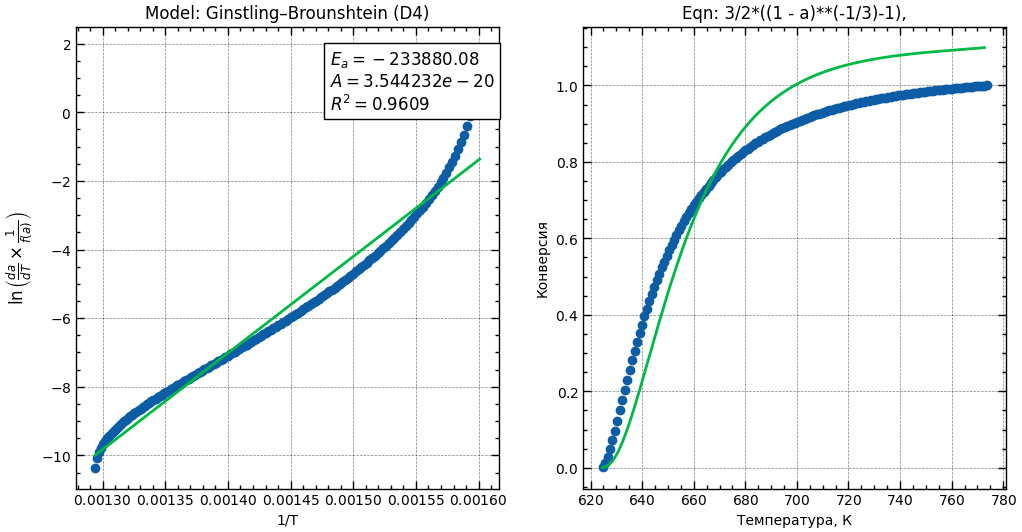 Model: Ginstling–Brounshtein (D4)
E_a = −233880.08
A = 3.544232e − 20
R^2 = 0.9609
2
0
−2
−4
−6
−8
−10
ln(da/dT × 1/f(a))
0.00130 0.00135 0.00140 0.00145 0.00150 0.00155 0.00160
1/T
Eqn: 3/2*((1 - a)**(-1/3)-1),
1.0
0.8
0.6
0.4
0.2
0.0
Конверсия
620 640 660 680 700 720 740 760 780
Температура, К